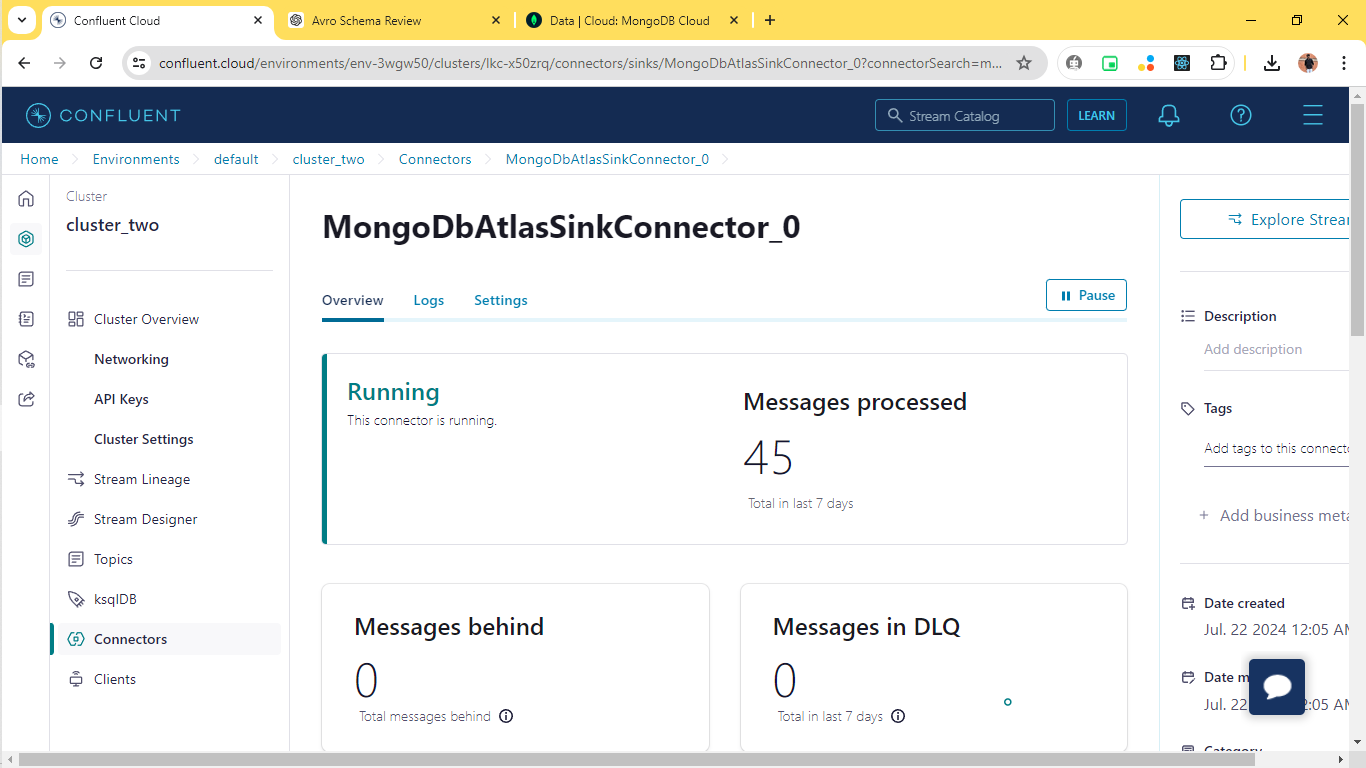 Confluent Cloud
Avro Schema Review
Data | Cloud: MongoDB Cloud
confluent.cloud/environments/env-3wgw50/clusters/lkc-x50zrq/connectors/sinks/MongoDbAtlasSinkConnector_0?connectorSearch=m...
CONFLUENT
Stream Catalog
LEARN
Home
Environments
default
cluster_two
Connectors
MongoDbAtlasSinkConnector_0
Cluster
cluster_two
Cluster Overview
Networking
API Keys
Cluster Settings
Stream Lineage
Stream Designer
Topics
ksqlDB
Connectors
Clients
MongoDbAtlasSinkConnector_0
Overview
Logs
Settings
Pause
Running
This connector is running.
Messages processed
45
Total in last 7 days
Messages behind
0
Total messages behind
Messages in DLQ
0
Total in last 7 days
Explore Strea
Description
Add description
Tags
Add tags to this connecto
+ Add business meta
Date created
Jul. 22 2024 12:05 AM
Date m
Jul. 22 2:05 AM
Category